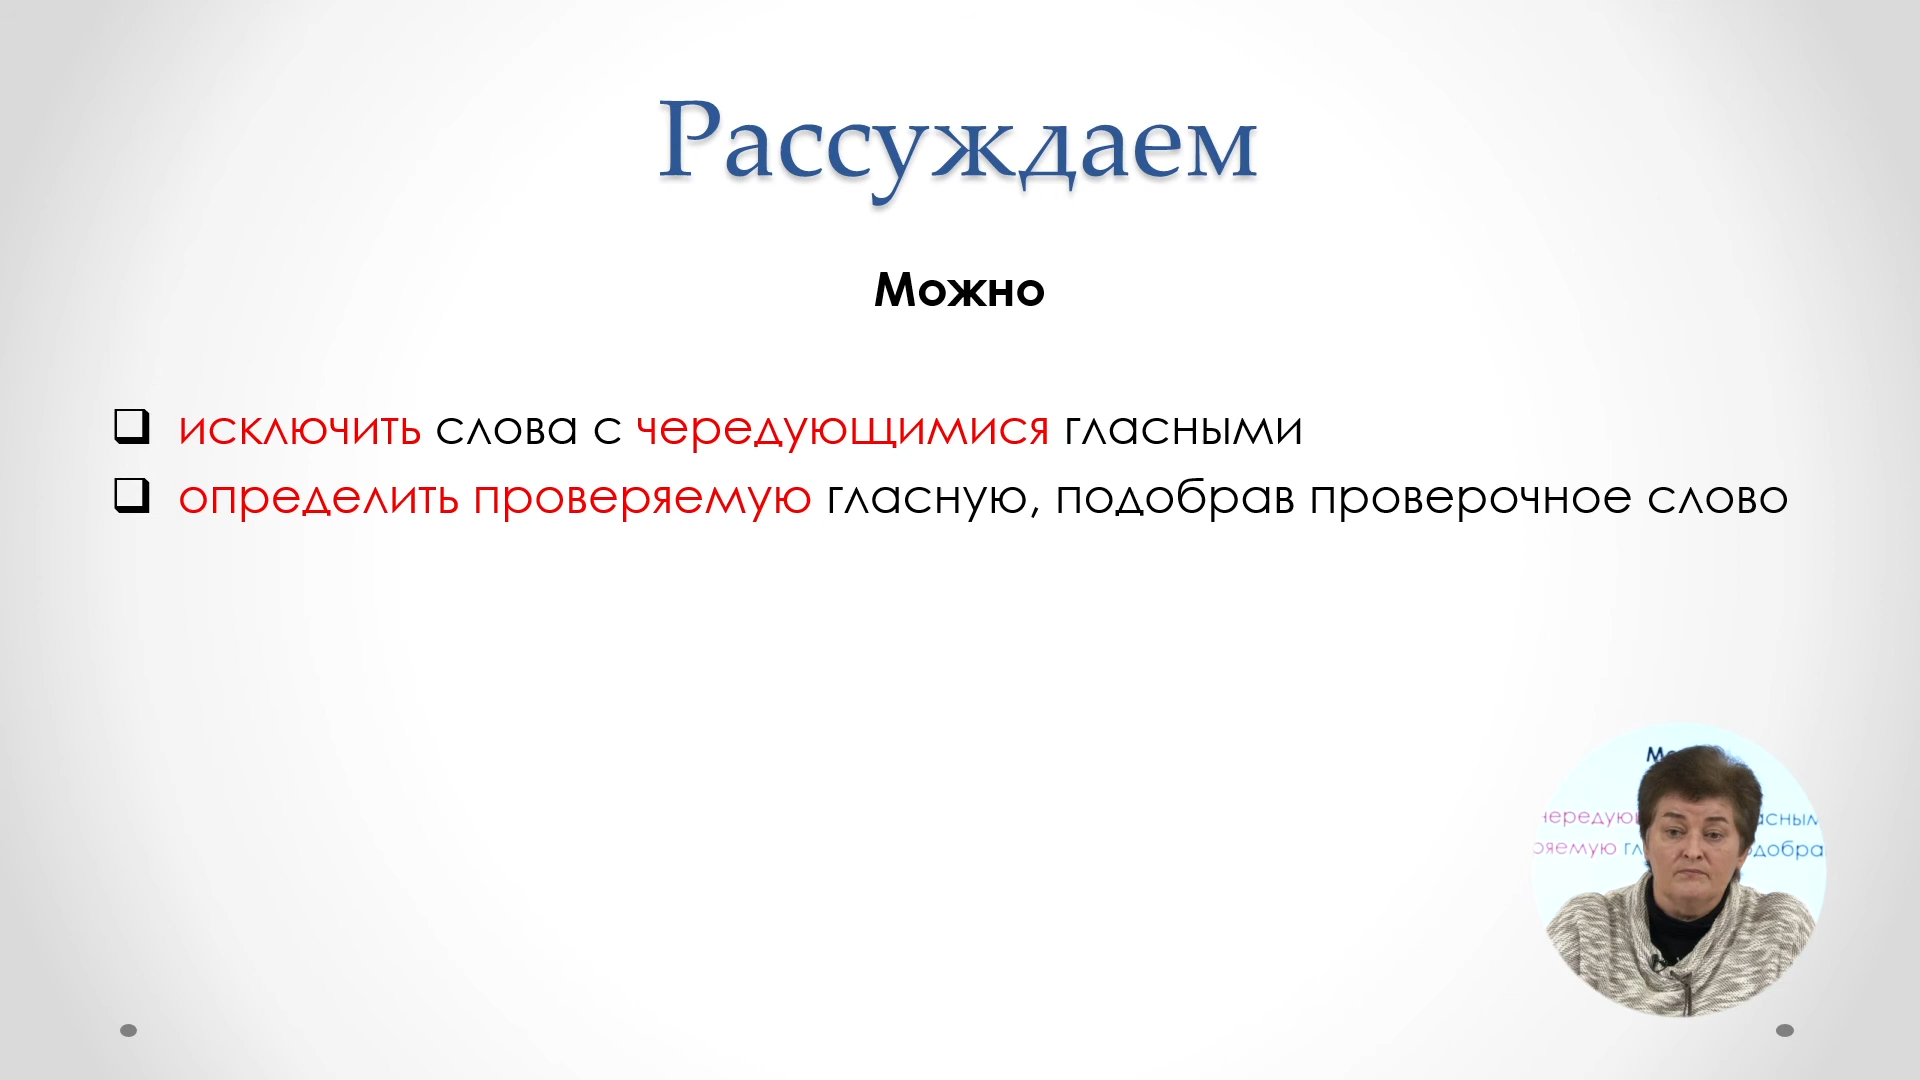 Рассуждаем
Можно
исключить слова с чередующимися гласными
определить проверяемую гласную, подобрав проверочное слово